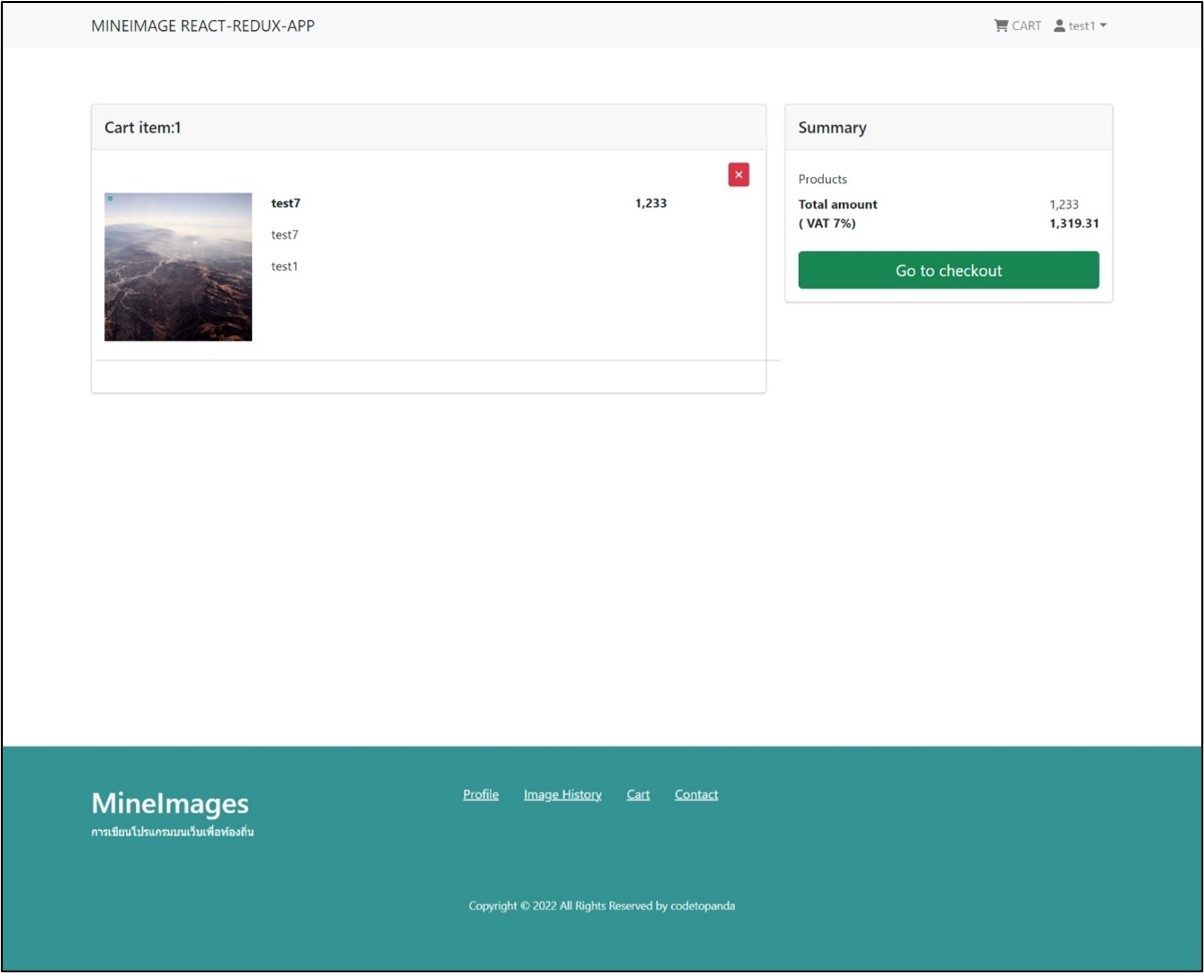 MINEIMAGE REACT-REDUX-APP
CART test1
Cart item:1
×
test7 1,233
test7
test1
Summary
Products
Total amount 1,233
( VAT 7%) 1,319.31
Go to checkout
MineImages
การเขียนโปรแกรมบนเว็บเพื่อท้องถิ่น
Profile Image History Cart Contact
Copyright © 2022 All Rights Reserved by codetopanda